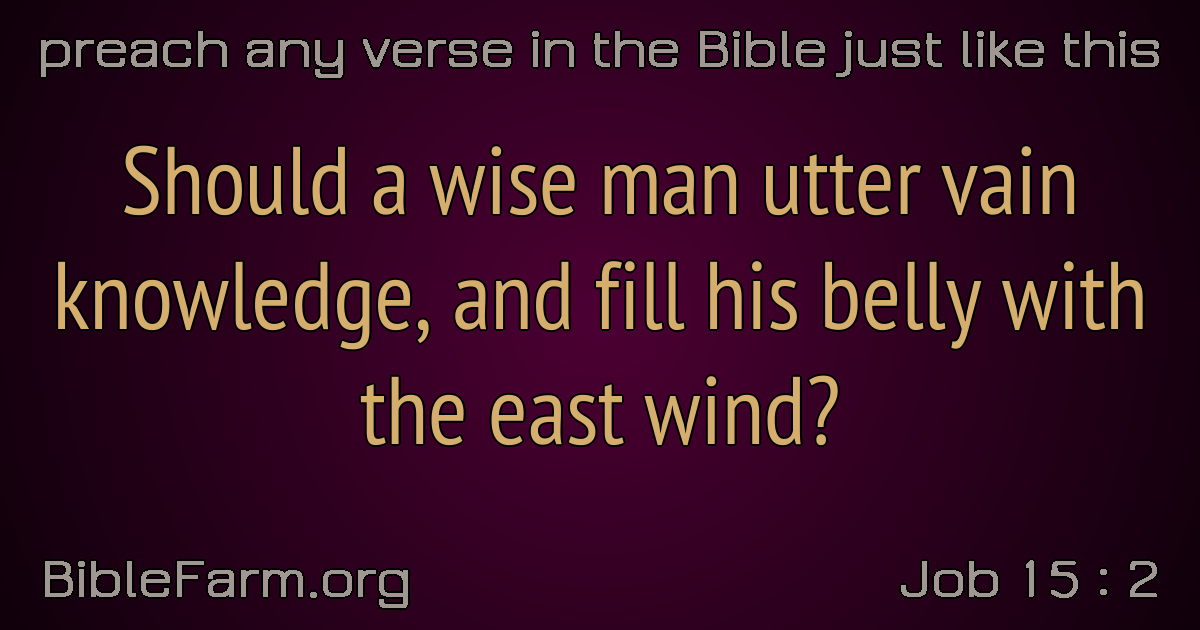 preach any verse in the Bible just like this
Should a wise man utter vain
knowledge, and fill his belly with
the east wind?
BibleFarm.org
Job 15 : 2